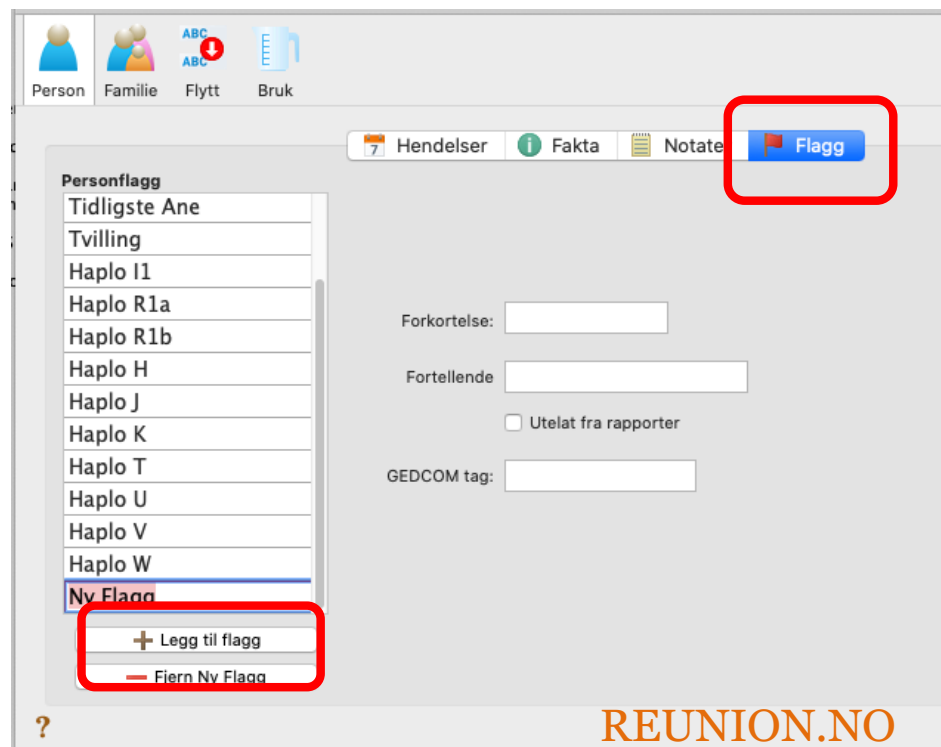 ABC
ABC
Person Familie Flytt Bruk
7 Hendelser Fakta Notate Flagg
Personflagg
Tidligste Ane
Tvilling
Haplo I1
Haplo R1a
Haplo R1b
Haplo H
Haplo J
Haplo K
Haplo T
Haplo U
Haplo V
Haplo W
Ny Flagg
Legg til flagg
Fjern Ny Flagg
Forkortelse:
Fortellende
Utelat fra rapporter
GEDCOM tag:
?
REUNION.NO